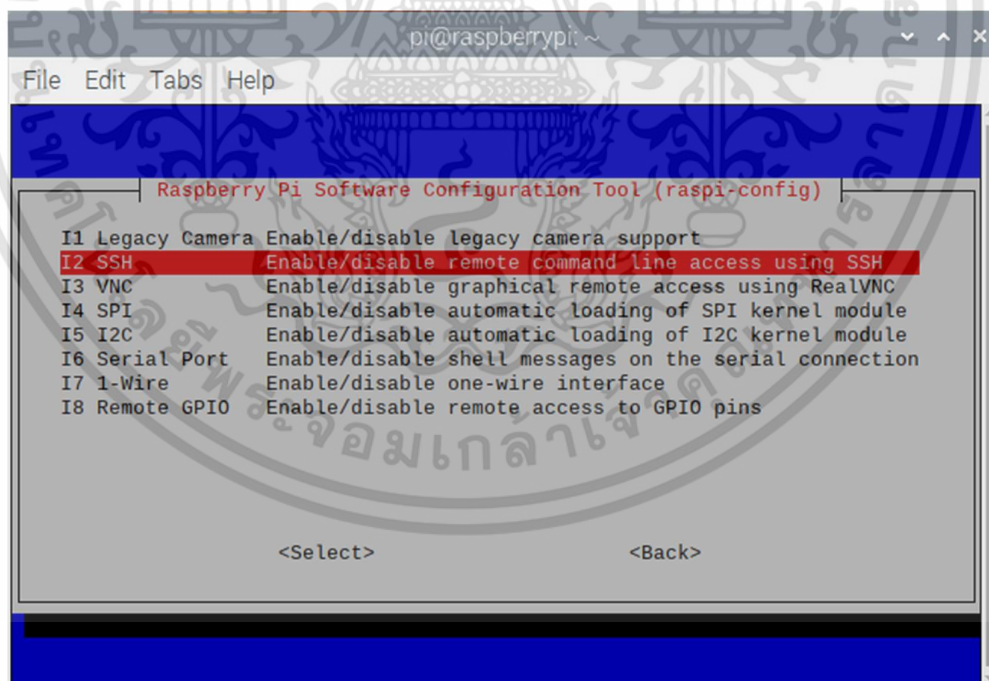 pi@raspberrypi: ~
File Edit Tabs Help
Raspberry Pi Software Configuration Tool (raspi-config)
I1 Legacy Camera Enable/disable legacy camera support
I2 SSH Enable/disable remote command line access using SSH
I3 VNC Enable/disable graphical remote access using RealVNC
I4 SPI Enable/disable automatic loading of SPI kernel module
I5 I2C Enable/disable automatic loading of I2C kernel module
I6 Serial Port Enable/disable shell messages on the serial connection
I7 1-Wire Enable/disable one-wire interface
I8 Remote GPIO Enable/disable remote access to GPIO pins
<Select> <Back>